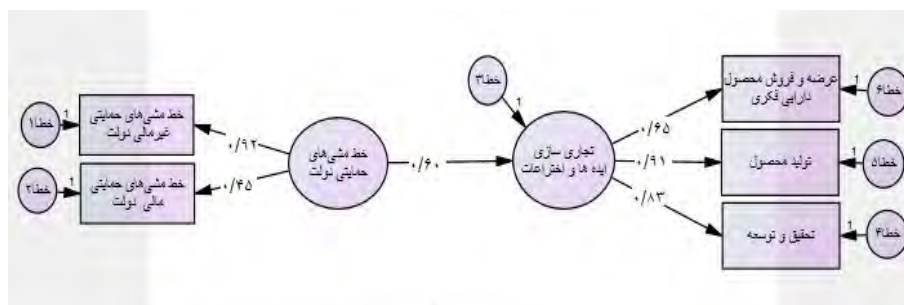 خطا۱
1
خط مشی‌های حمایتی
غیرمالی دولت
۰/۹۲
خطا۲
1
خط مشی‌های حمایتی
مالی دولت
۰/۴۵
خط مشی‌های
حمایتی دولت
۰/۶۰
خطا۳
1
تجاری سازی
ایده ها و اختراعات
۰/۶۵
عرضه و فروش محصول
دارایی فکری
1
خطا۶
۰/۹۱
تولید محصول
1
خطا۵
۰/۸۳
تحقیق و توسعه
1
خطا۴